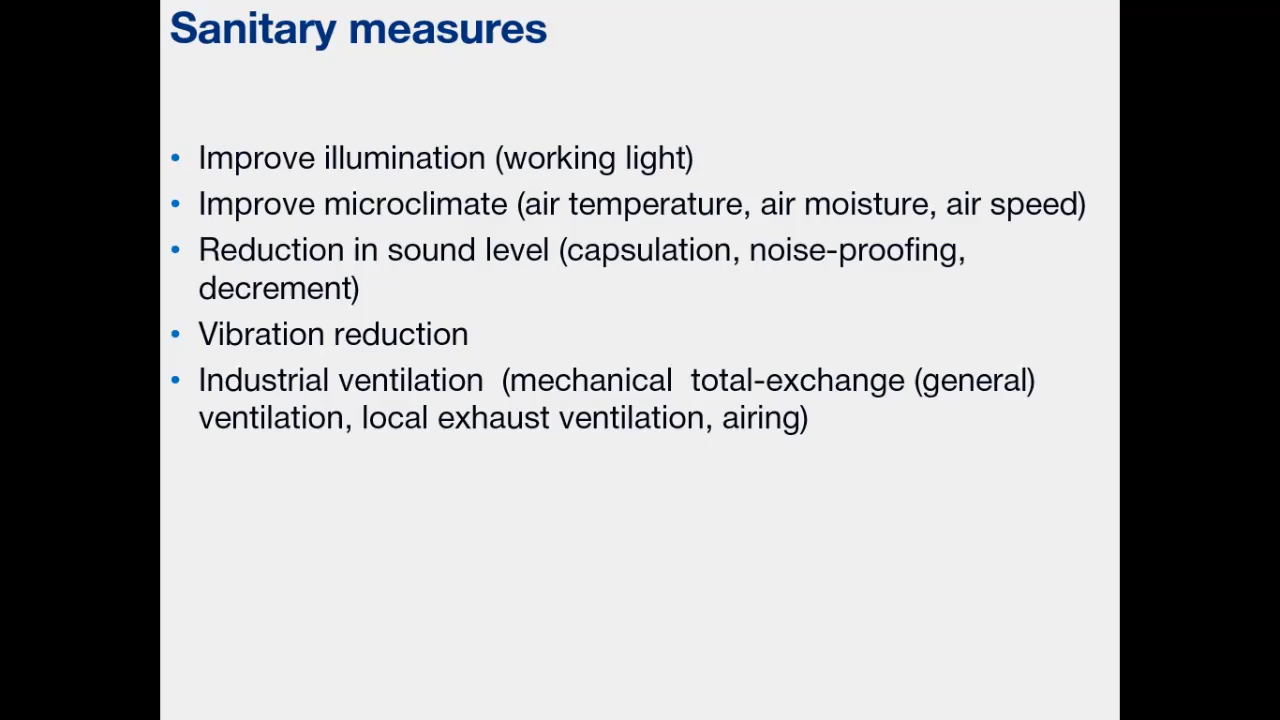 Sanitary measures
• Improve illumination (working light)
• Improve microclimate (air temperature, air moisture, air speed)
• Reduction in sound level (capsulation, noise-proofing,
decrement)
• Vibration reduction
• Industrial ventilation  (mechanical  total-exchange (general)
ventilation, local exhaust ventilation, airing)